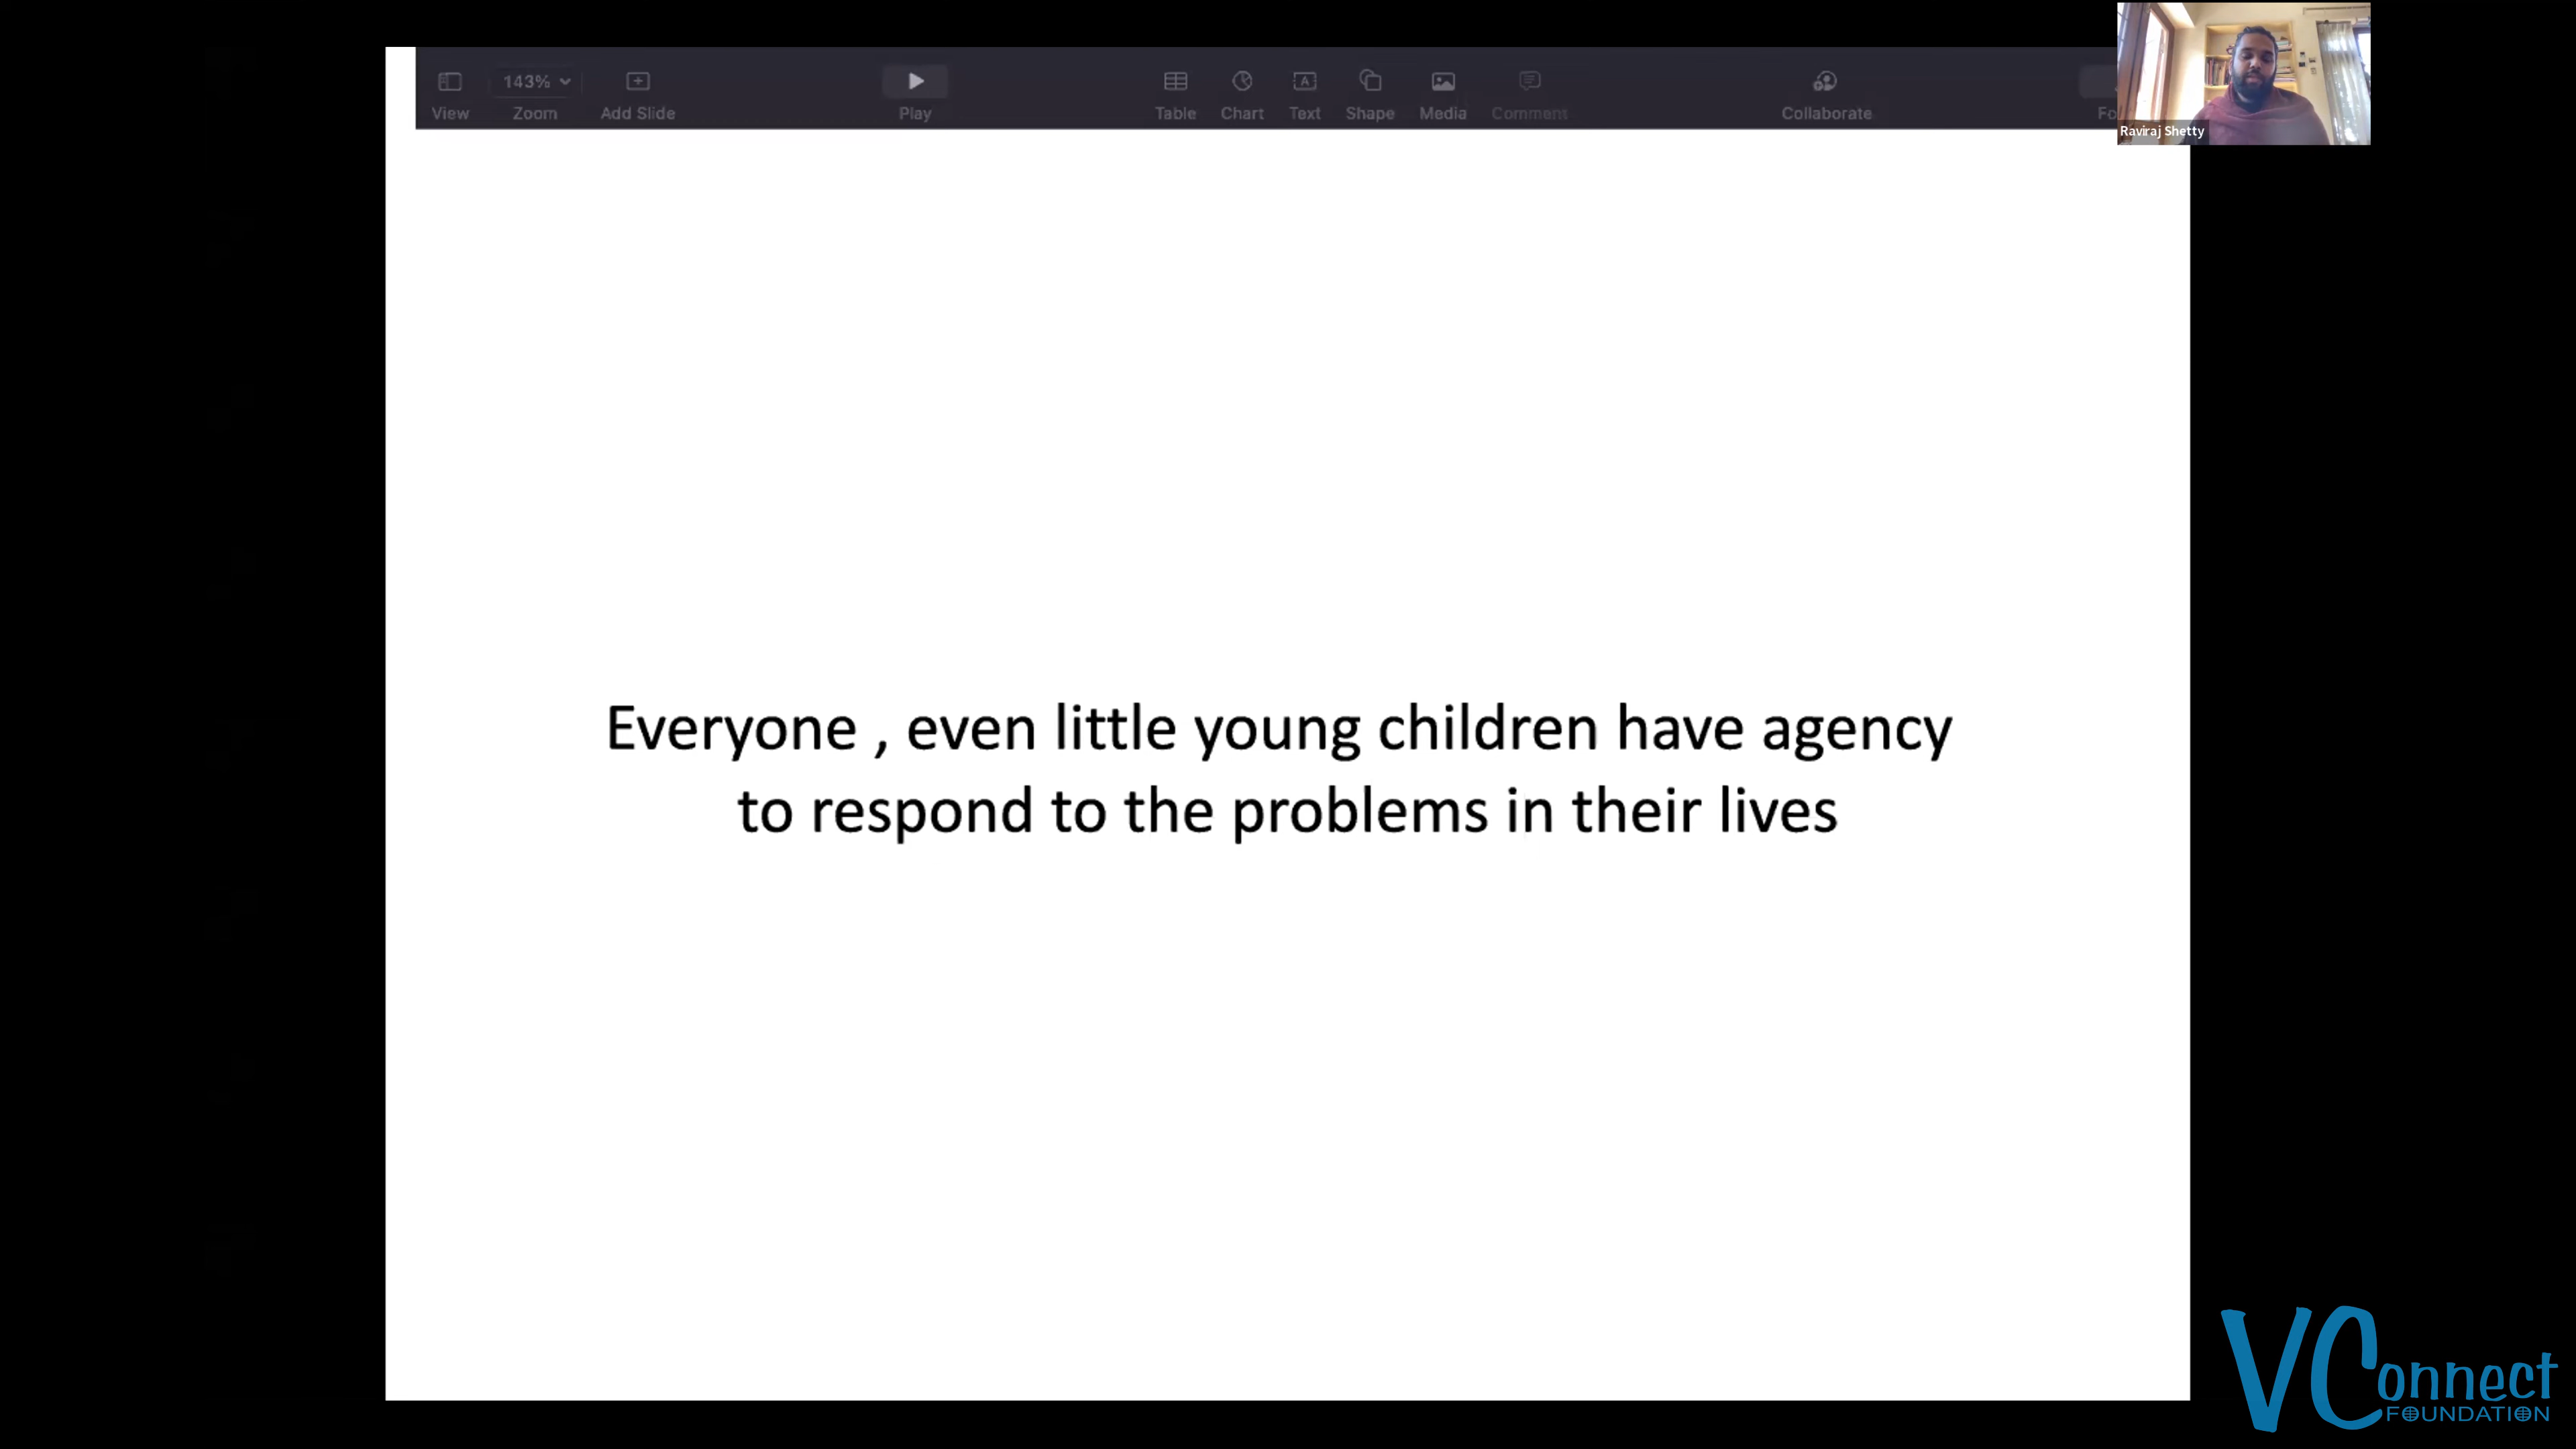 143%
View Zoom Add Slide Play Table Chart Text Shape Media Comment Collaborate
Raviraj Shetty
Everyone , even little young children have agency
to respond to the problems in their lives
VConnect
FOUNDATION